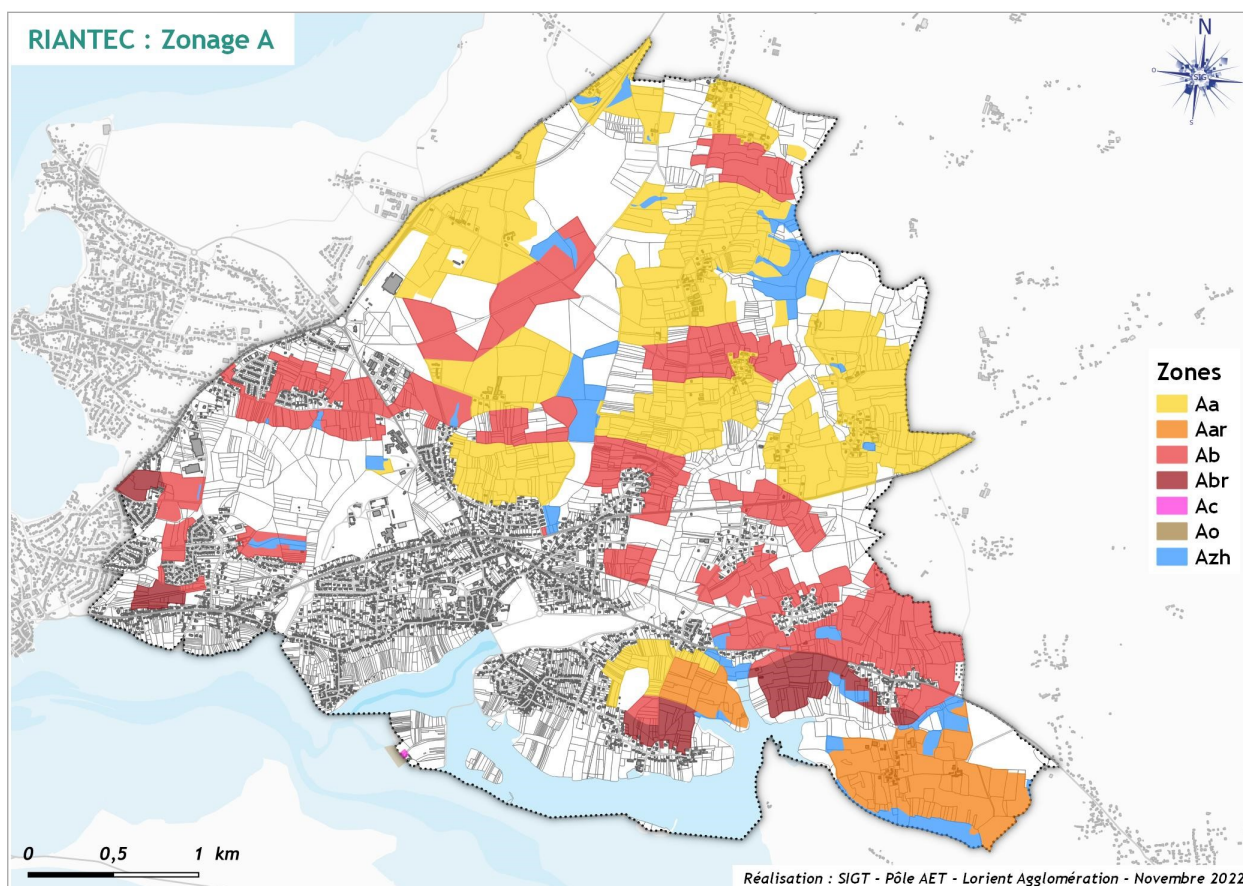 RIANTEC : Zonage A
N
O
SIG
S
Zones
Aa
Aar
Ab
Abr
Ac
Ao
Azh
0 0,5 1 km
Réalisation : SIGT - Pôle AET - Lorient Agglomération - Novembre 2022